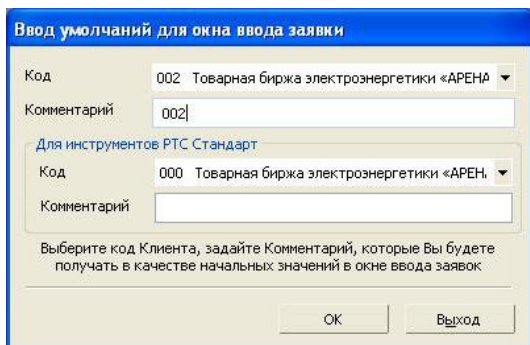 Ввод умолчаний для окна ввода заявки
Код 002 Товарная биржа электроэнергетики «АРЕНА
Комментарий 002
Для инструментов РТС Стандарт
Код 000 Товарная биржа электроэнергетики «АРЕН,
Комментарий
Выберите код Клиента, задайте Комментарий, которые Вы будете
получать в качестве начальных значений в окне ввода заявок
ОК Выход